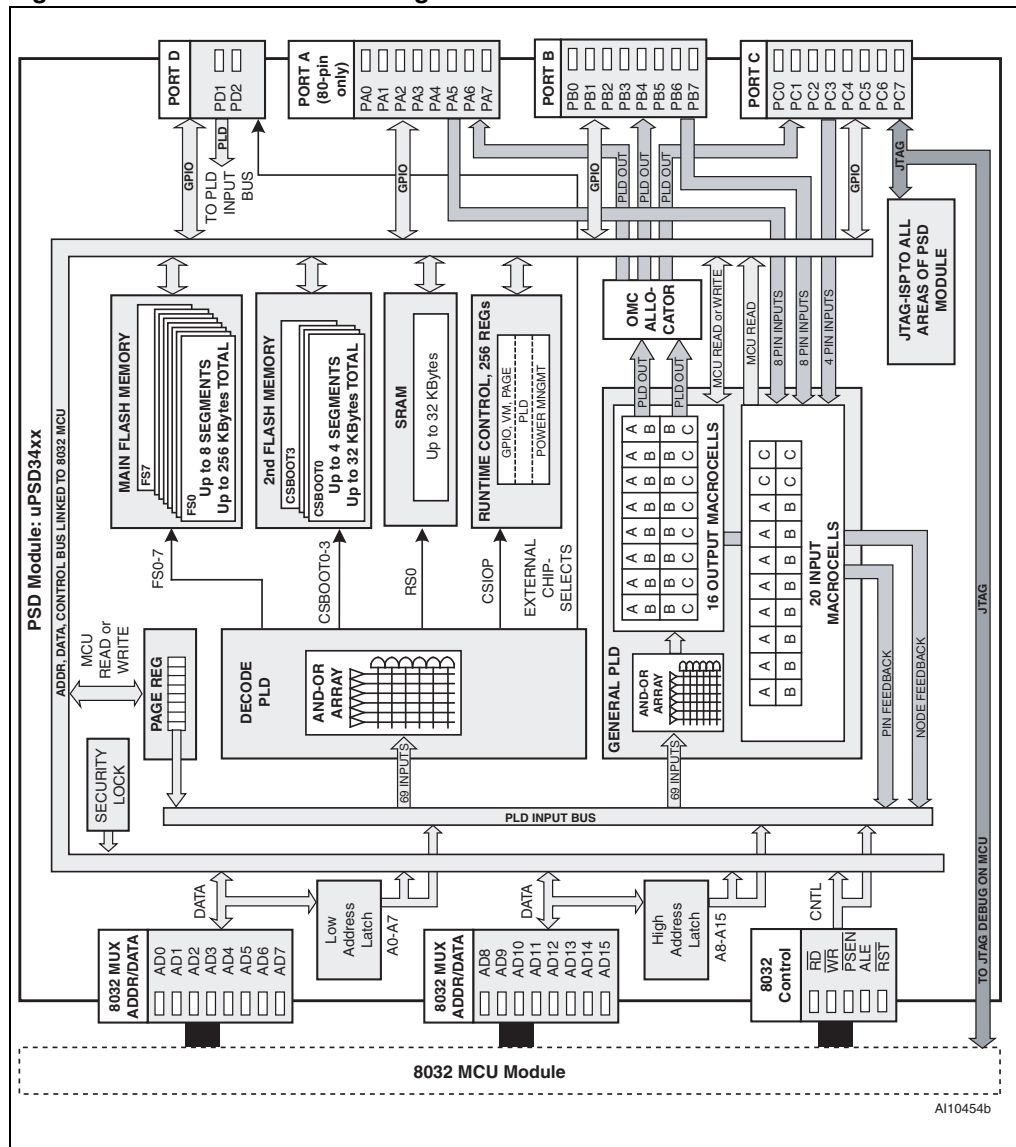 PSD Module: uPSD34xx
PORT D
PD1
PD2
PORT A
(80-pin
only)
PA0
PA1
PA2
PA3
PA4
PA5
PA6
PA7
PORT B
PB0
PB1
PB2
PB3
PB4
PB5
PB6
PB7
PORT C
PC0
PC1
PC2
PC3
PC4
PC5
PC6
PC7
GPIO
PLD
TO PLD
INPUT
BUS
GPIO
PLD OUT
PLD OUT
PLD OUT
GPIO
GPIO
JTAG
JTAG-ISP TO ALL
AREAS OF PSD
MODULE
ADDR, DATA, CONTROL BUS LINKED TO 8032 MCU
MAIN FLASH MEMORY
FS7
FS0
Up to 8 SEGMENTS
Up to 256 KBytes TOTAL
2nd FLASH MEMORY
CSBOOT3
CSBOOT0
Up to 4 SEGMENTS
Up to 32 KBytes TOTAL
SRAM
Up to 32 KBytes
RUNTIME CONTROL, 256 REGS
GPIO, VM, PAGE
PLD
POWER MNGMT
OMC
ALLO-
CATOR
MCU READ or WRITE
MCU READ
8 PIN INPUTS
8 PIN INPUTS
4 PIN INPUTS
PLD OUT
PLD OUT
A A A A A A A A
B B B B B B B B
B B B B B B B B
C C C C C C C C
16 OUTPUT MACROCELLS
A A A A A A A A C C
B B B B B B B B C C
20 INPUT
MACROCELLS
FS0-7
CSBOOT0-3
RS0
CSIOP
EXTERNAL
CHIP-
SELECTS
MCU
READ or
WRITE
PAGE REG
DECODE
PLD
AND-OR
ARRAY
GENERAL PLD
AND-OR
ARRAY
69 INPUTS
69 INPUTS
PIN FEEDBACK
NODE FEEDBACK
JTAG
SECURITY
LOCK
PLD INPUT BUS
DATA
Low
Address
Latch
A0-A7
DATA
High
Address
Latch
A8-A15
CNTL
TO JTAG DEBUG ON MCU
8032 MUX
ADDR/DATA
AD0
AD1
AD2
AD3
AD4
AD5
AD6
AD7
8032 MUX
ADDR/DATA
AD8
AD9
AD10
AD11
AD12
AD13
AD14
AD15
8032
Control
RD
WR
PSEN
ALE
RST
8032 MCU Module
AI10454b